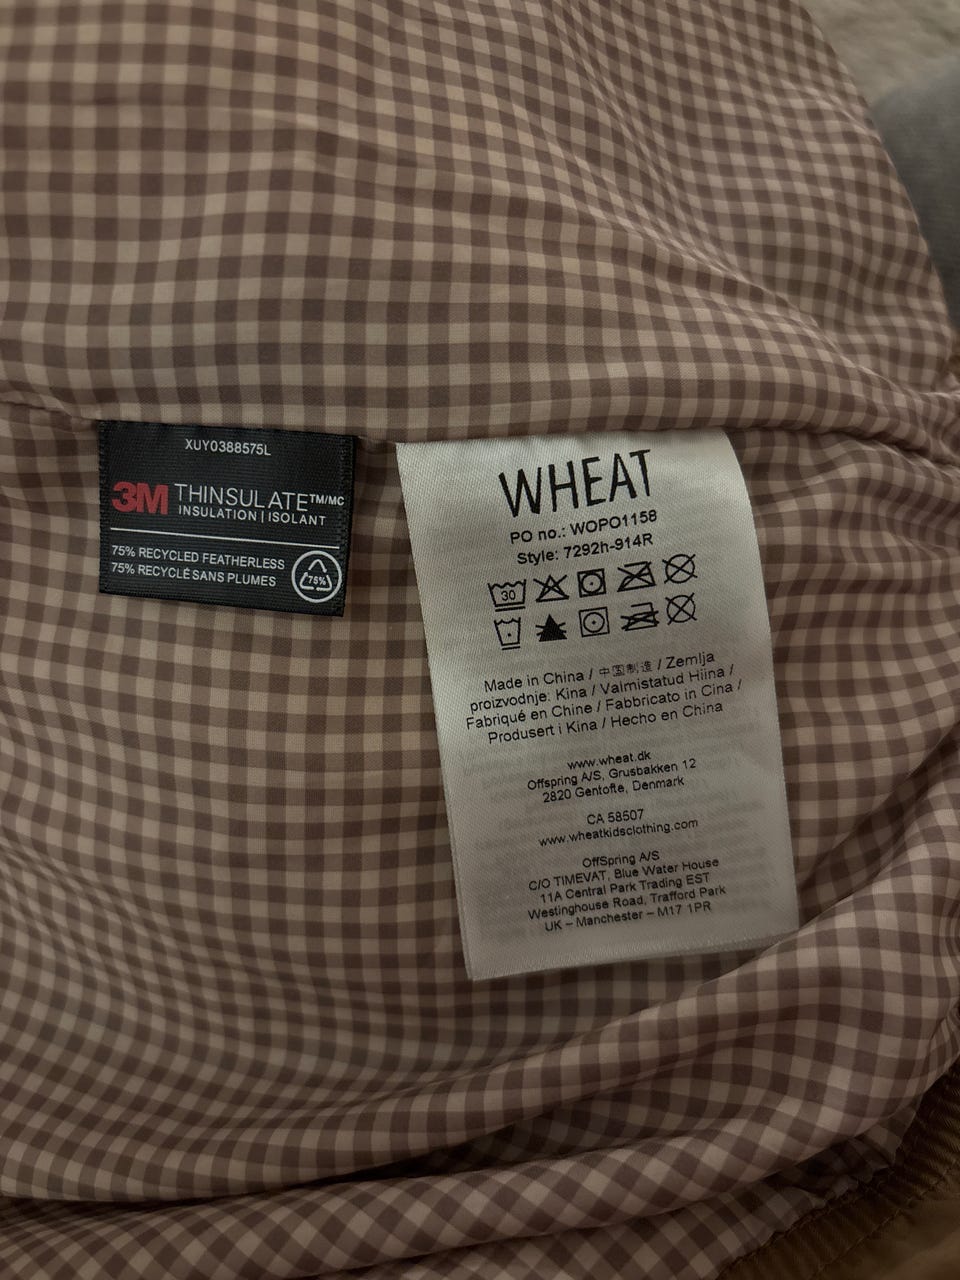 XUY0388575L
3M THINSULATE™/MC
INSULATION | ISOLANT
75% RECYCLED FEATHERLESS
75% RECYCLÉ SANS PLUMES
75%
WHEAT
PO no.: WOPO1158
Style: 7292h-914R
30
Made in China / 中国制造 / Zemlja
proizvodnje: Kina / Valmistatud Hiina /
Fabriqué en Chine / Fabbricato in Cina /
Produsert i Kina / Hecho en China
www.wheat.dk
Offspring A/S, Grusbakken 12
2820 Gentofte, Denmark
CA 58507
www.wheatkidsclothing.com
OffSpring A/S
C/O TIMEVAT, Blue Water House
11A Central Park Trading EST
Westinghouse Road, Trafford Park
UK – Manchester – M17 1PR